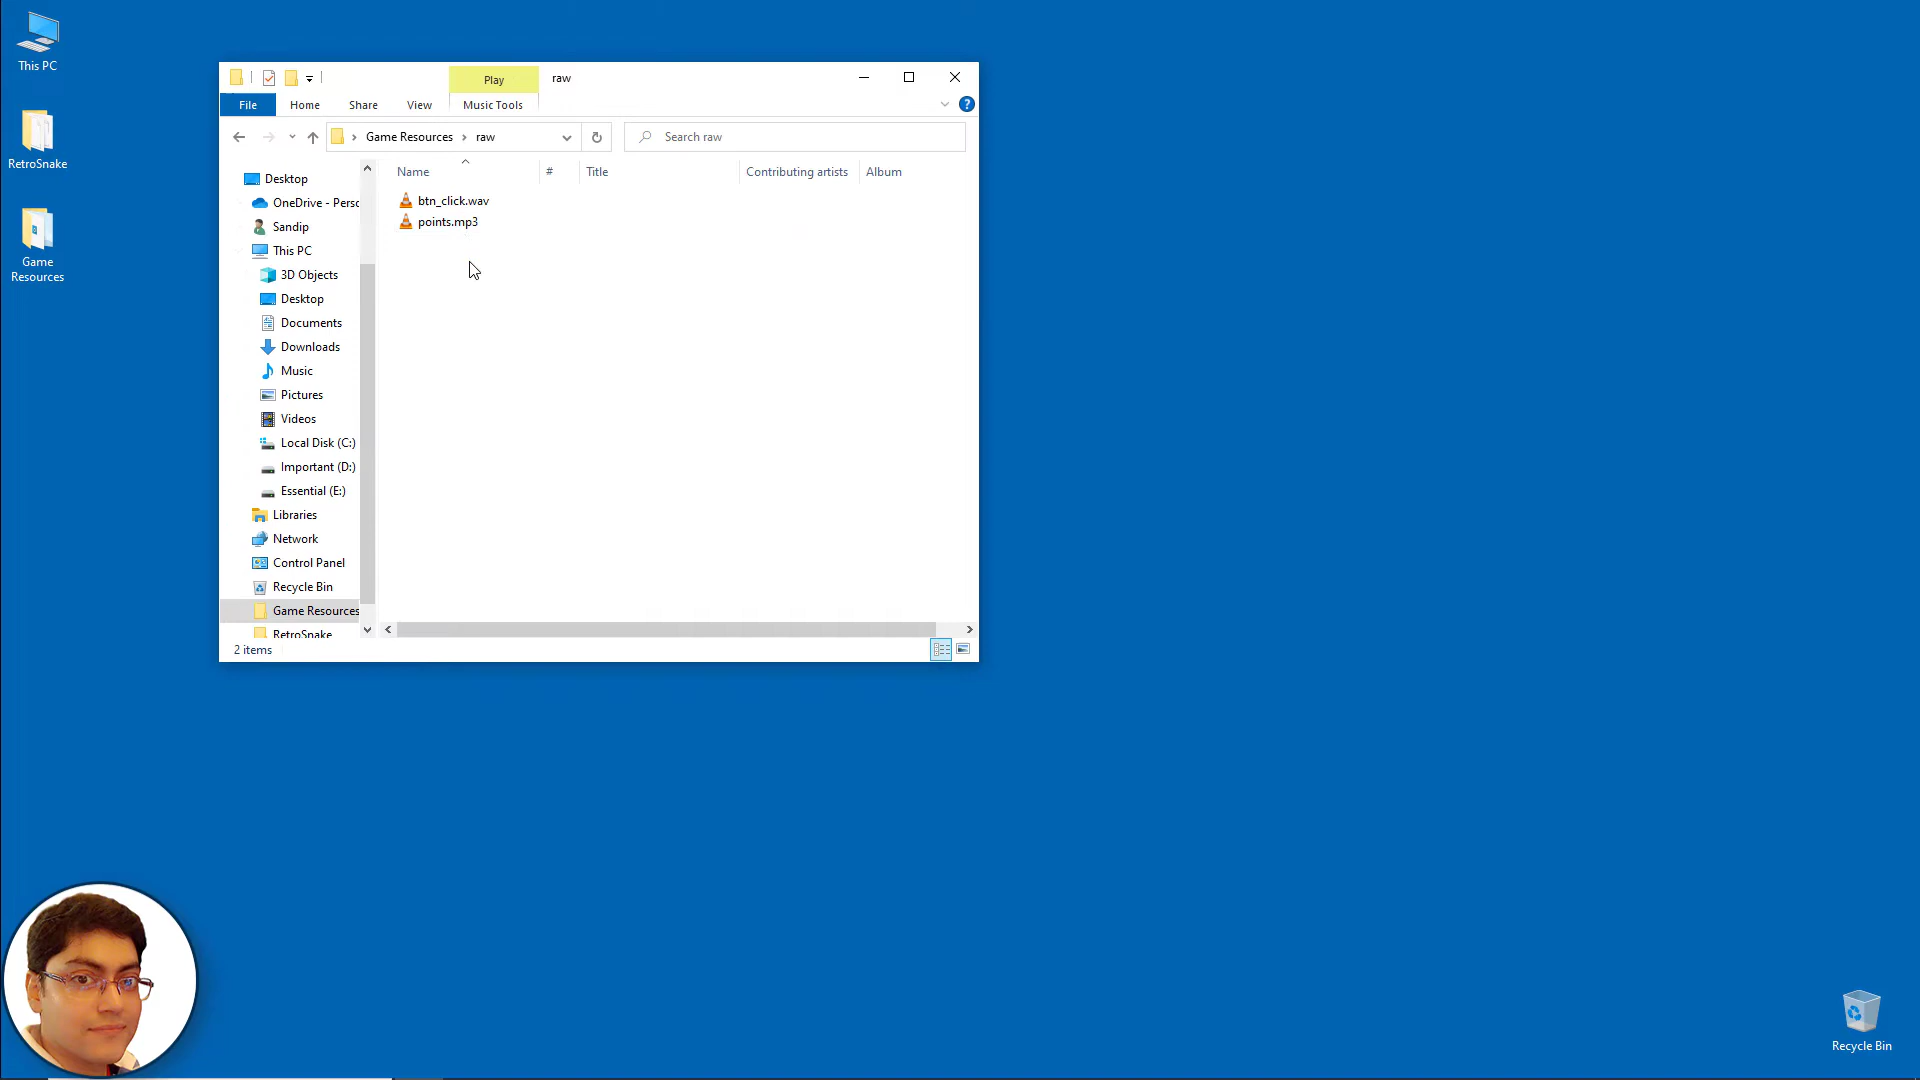 This PC
RetroSnake
Game
Resources
Play
raw
File
Home
Share
View
Music Tools
Game Resources
raw
Search raw
Desktop
OneDrive - Perso
Sandip
This PC
3D Objects
Desktop
Documents
Downloads
Music
Pictures
Videos
Local Disk (C:)
Important (D:)
Essential (E:)
Libraries
Network
Control Panel
Recycle Bin
Game Resources
RetroSnake
Name
#
Title
Contributing artists
Album
btn_click.wav
points.mp3
2 items
Recycle Bin